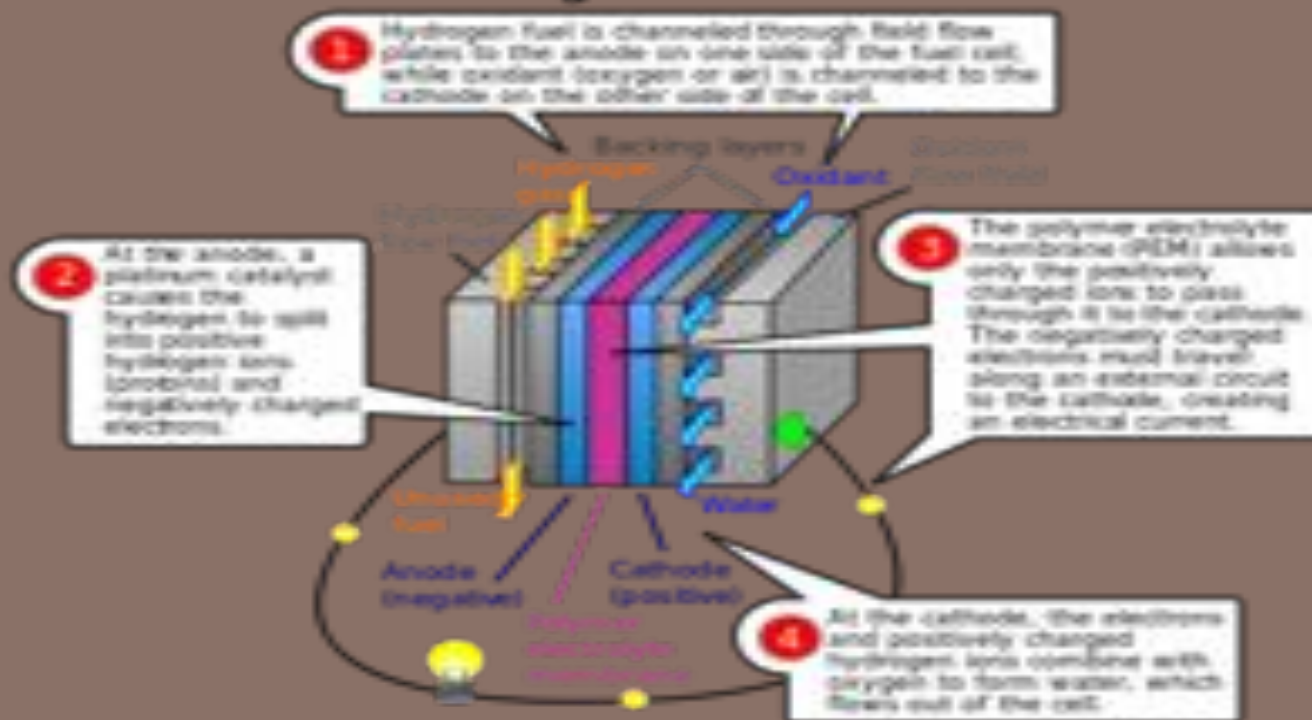 1
Hydrogen fuel is channeled through field flow
plates to the anode on one side of the fuel cell,
while oxidant (oxygen or air) is channeled to the
cathode on the other side of the cell.
Backing layers
Hydrogen
gas
Oxidant
Hydrogen
2
At the anode, a
platinum catalyst
causes the
hydrogen to split
into positive
hydrogen ions
(protons) and
negatively charged
electrons.
3
The polymer electrolyte
membrane (PEM) allows
only the positively
charged ions to pass
through it to the cathode.
The negatively charged
electrons must travel
along an external circuit
to the cathode, creating
an electrical current.
Unused
fuel
Water
Anode
(negative)
Cathode
(positive)
4
At the cathode, the electrons
and positively charged
hydrogen ions combine with
oxygen to form water, which
flows out of the cell.